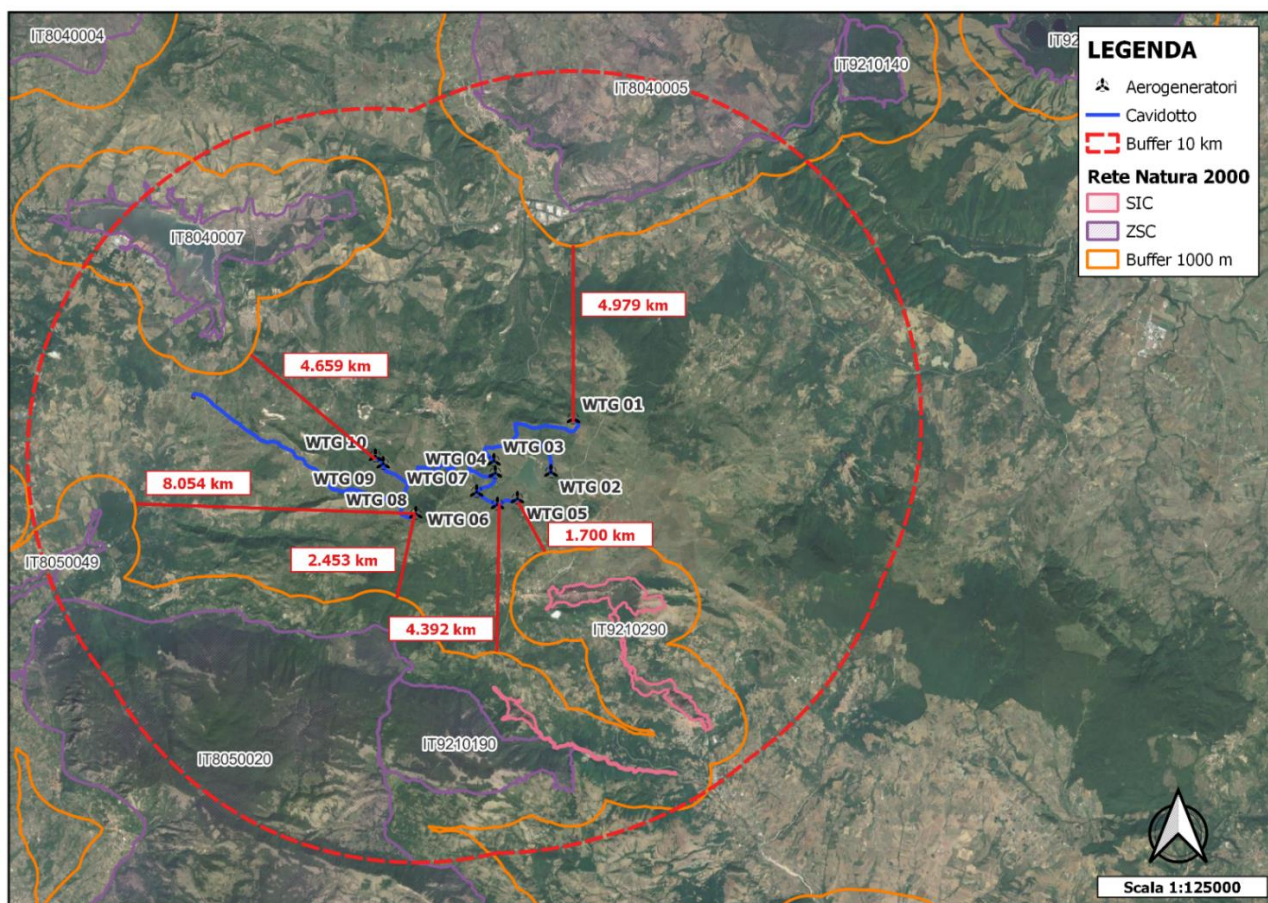 IT8040004
IT8040005
IT9210140
IT92
LEGENDA
Aerogeneratori
Cavidotto
Buffer 10 km
Rete Natura 2000
SIC
ZSC
Buffer 1000 m
IT8040007
4.979 km
4.659 km
WTG 01
WTG 10
WTG 04
WTG 03
WTG 09
WTG 07
WTG 02
8.054 km
WTG 08
WTG 06
WTG 05
1.700 km
2.453 km
IT8050049
4.392 km
IT9210290
IT8050020
IT9210190
Scala 1:125000